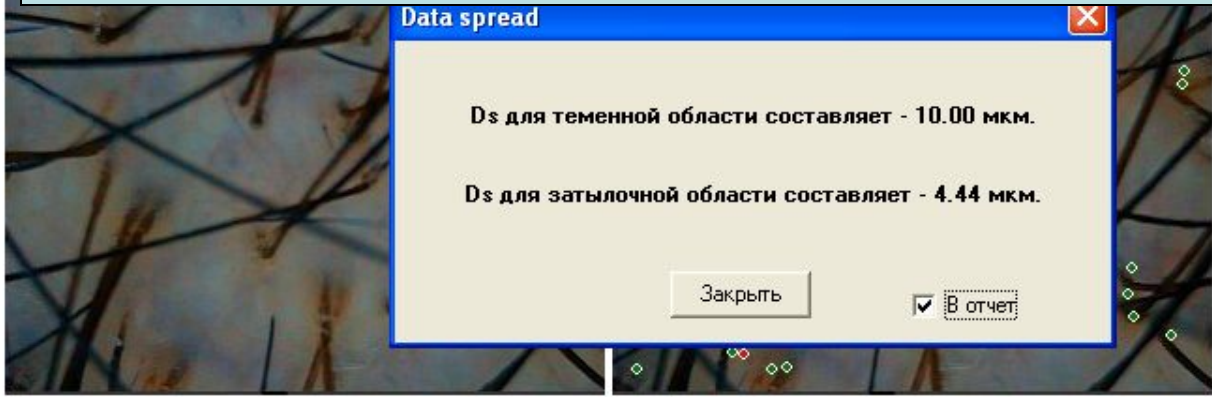 Data spread
Ds для теменной области составляет - 10.00 мкм.
Ds для затылочной области составляет - 4.44 мкм.
Закрыть
В отчет